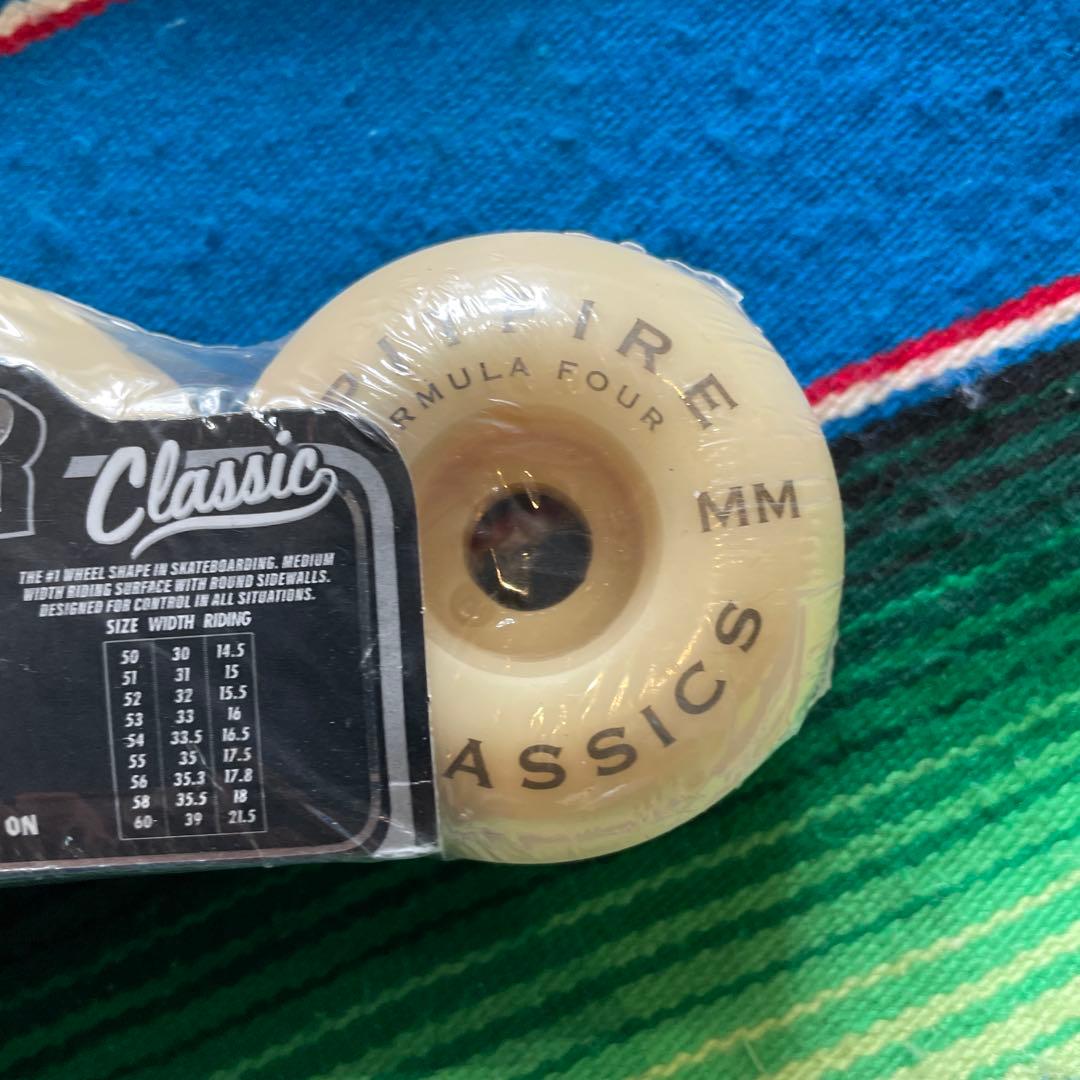 Classic
THE #1 WHEEL SHAPE IN SKATEBOARDING. MEDIUM
WIDTH RIDING SURFACE WITH ROUND SIDEWALLS.
DESIGNED FOR CONTROL IN ALL SITUATIONS.
SIZE WIDTH RIDING
50 30 14.5
51 31 15
52 32 15.5
53 33 16
54 33.5 16.5
55 35 17.5
56 35.3 17.8
58 35.5 18
60 39 21.5
ON
PITFIRE
RMULA FOUR
MM
ASSICS